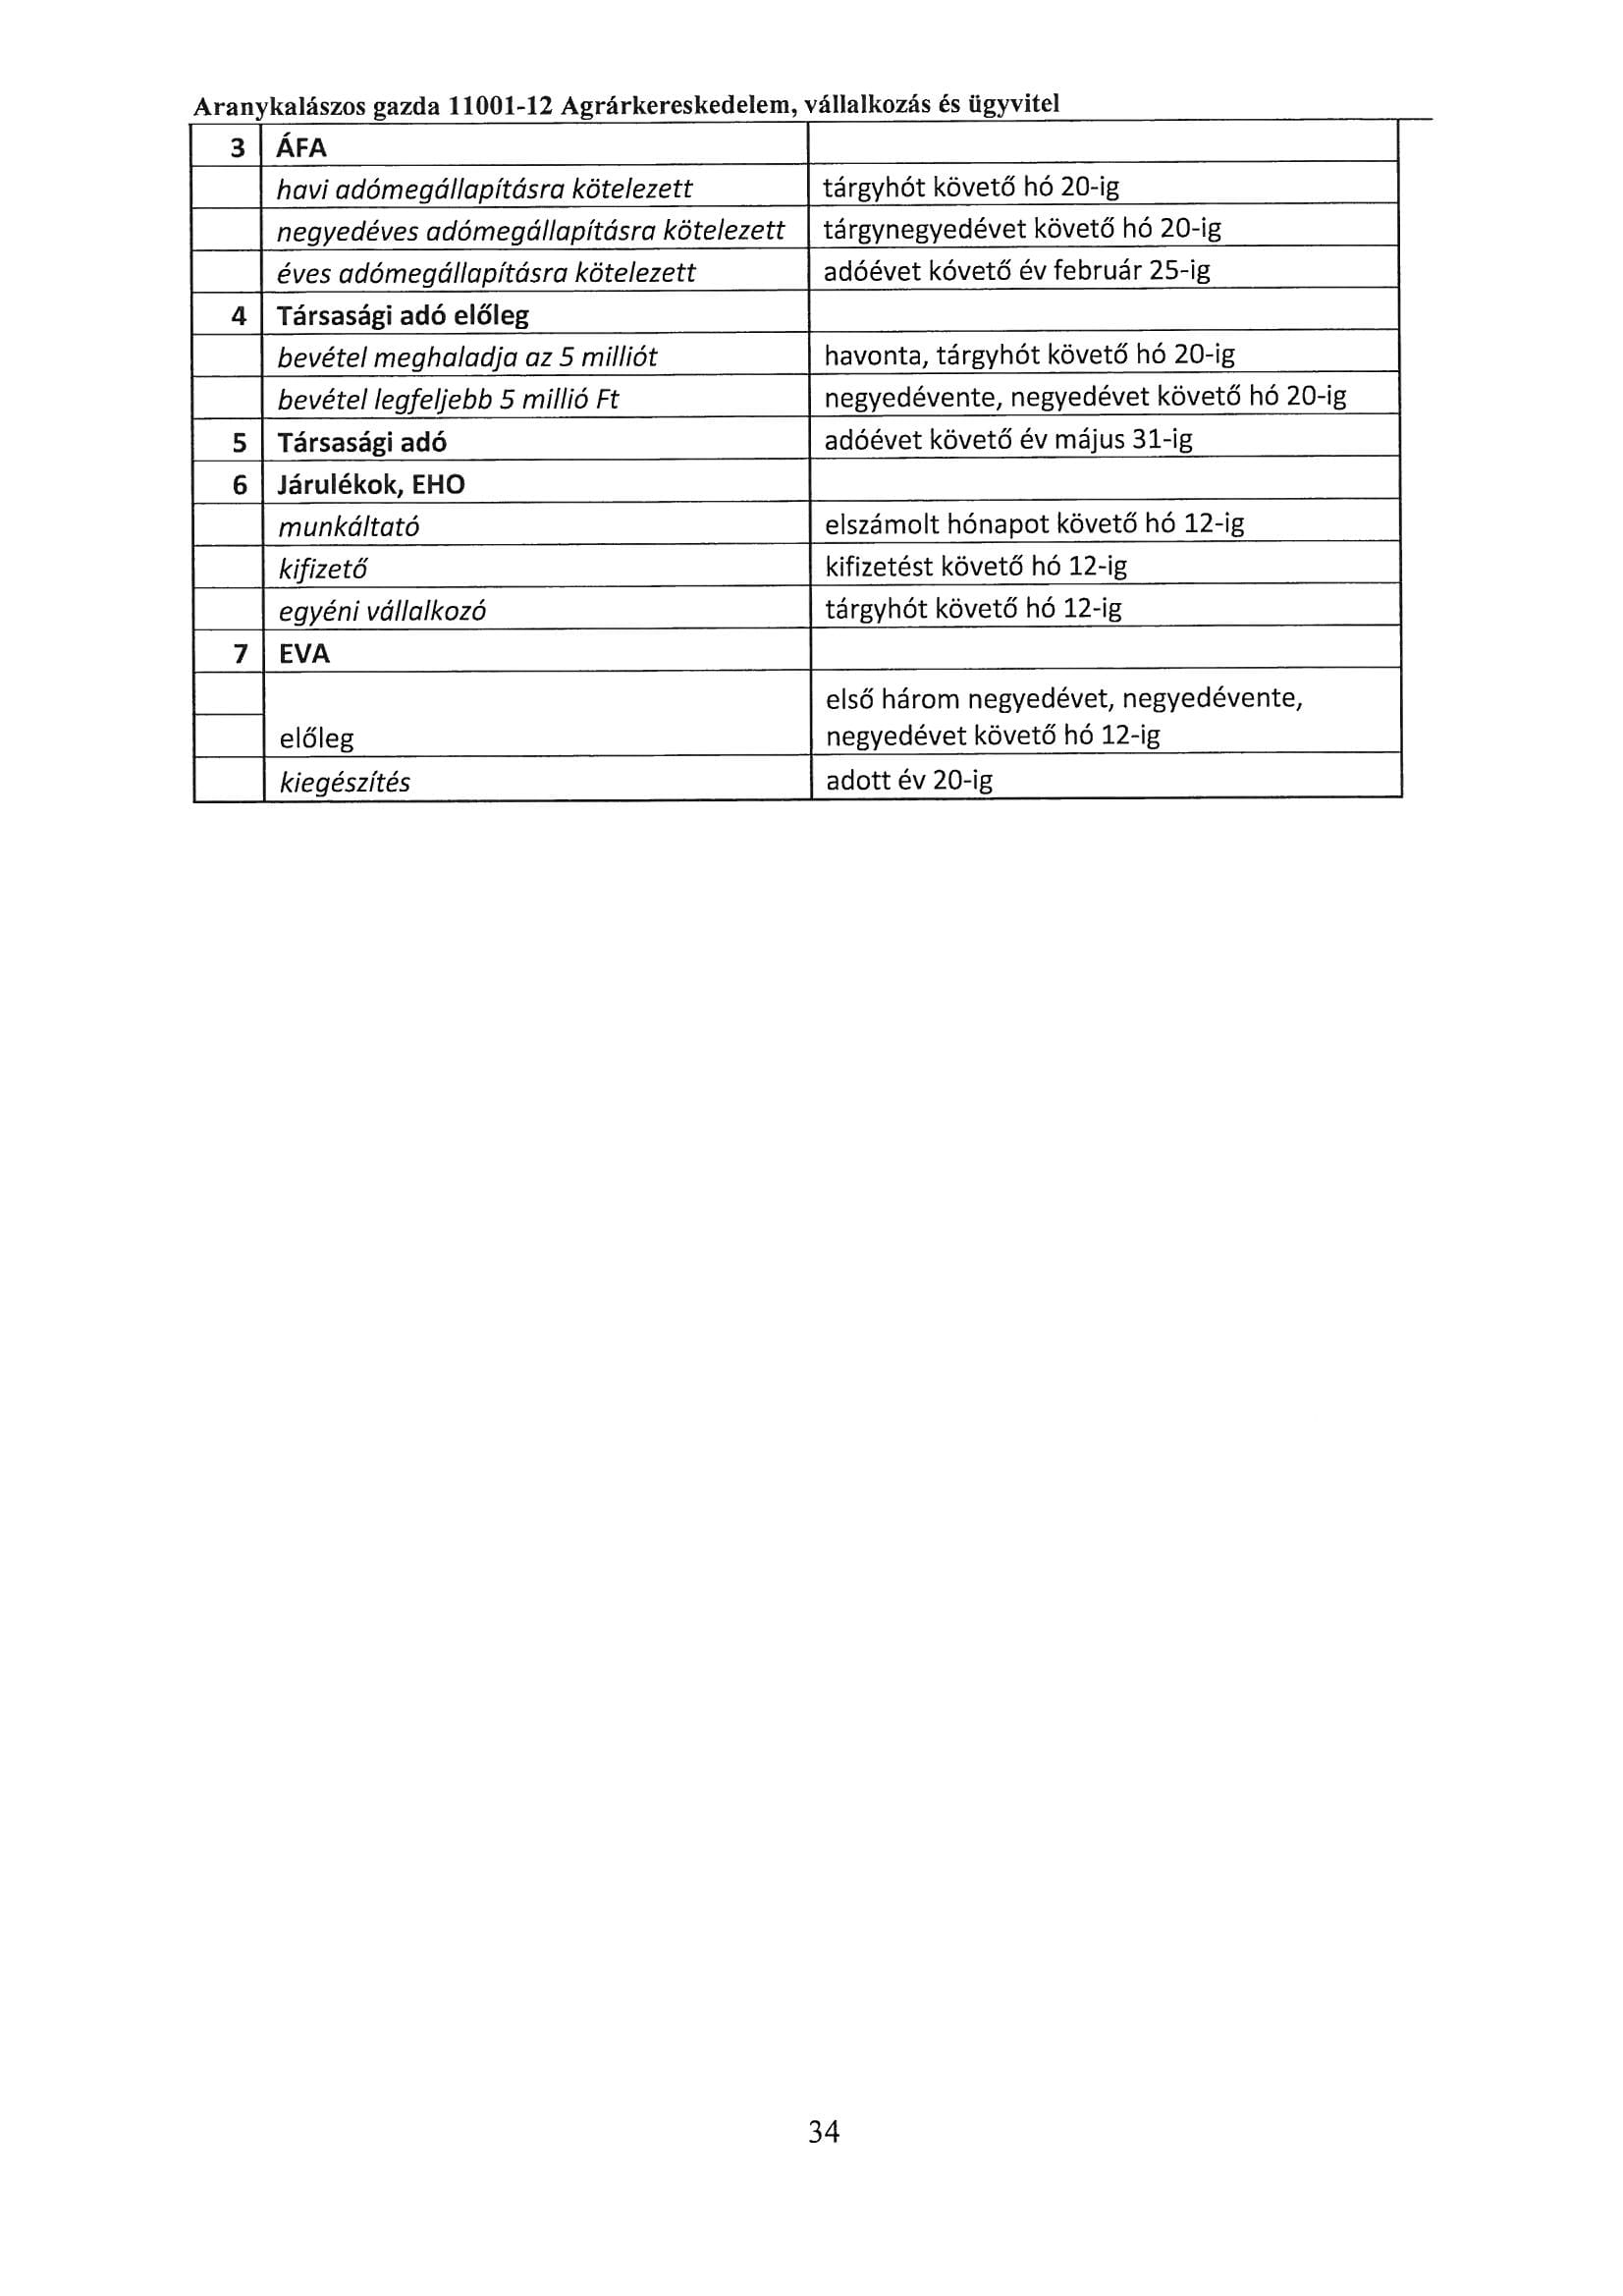 Aranykalászos gazda 11001-12 Agrárkereskedelem, vállalkozás és ügyvitel
3 ÁFA
havi adómegállapításra kötelezett tárgyhót követő hó 20-ig
negyedéves adómegállapításra kötelezett tárgynegyedévet követő hó 20-ig
éves adómegállapításra kötelezett adóévet kóvető év február 25-ig
4 Társasági adó előleg
bevétel meghaladja az 5 milliót havonta, tárgyhót követő hó 20-ig
bevétel legfeljebb 5 millió Ft negyedévente, negyedévet követő hó 20-ig
5 Társasági adó adóévet követő év május 31-ig
6 Járulékok, EHO
munkáltató elszámolt hónapot követő hó 12-ig
kifizető kifizetést követő hó 12-ig
egyéni vállalkozó tárgyhót követő hó 12-ig
7 EVA
első három negyedévet, negyedévente,
előleg negyedévet követő hó 12-ig
kiegészítés adott év 20-ig
34